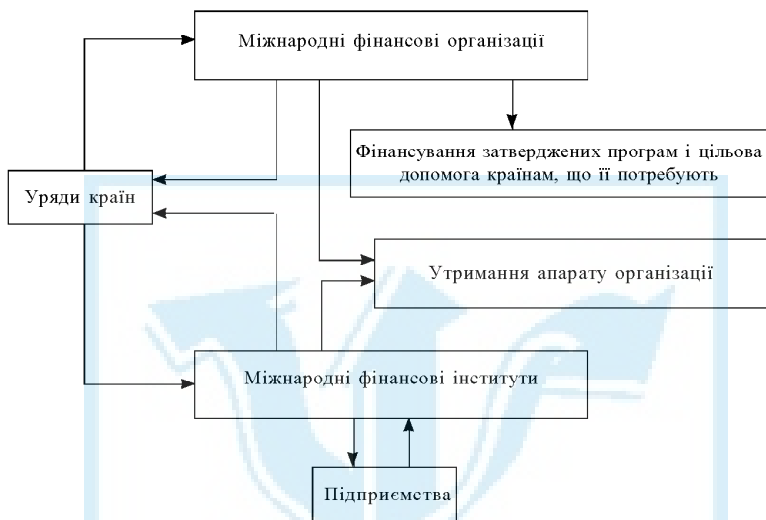 Міжнародні фінансові організації
Фінансування затверджених програм і цільова
допомога країнам, що її потребують
Уряди країн
Утримання апарату організації
Міжнародні фінансові інститути
Підприємства